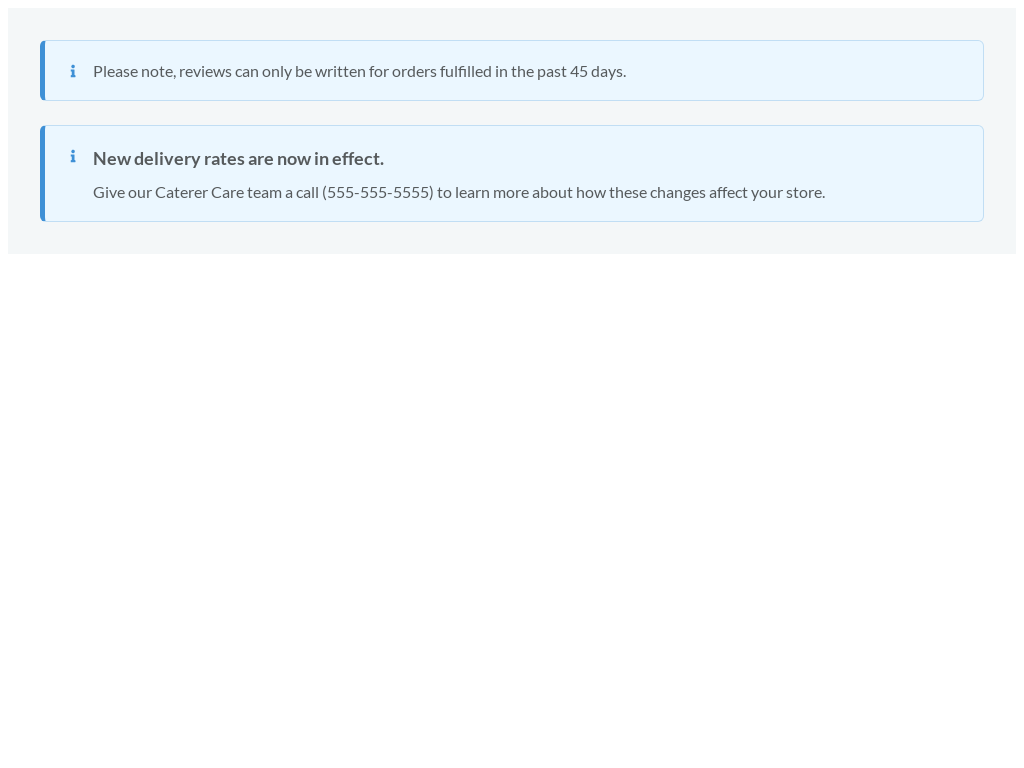 Please note, reviews can only be written for orders fulfilled in the past 45 days.
New delivery rates are now in effect.
Give our Caterer Care team a call (555-555-5555) to learn more about how these changes affect your store.